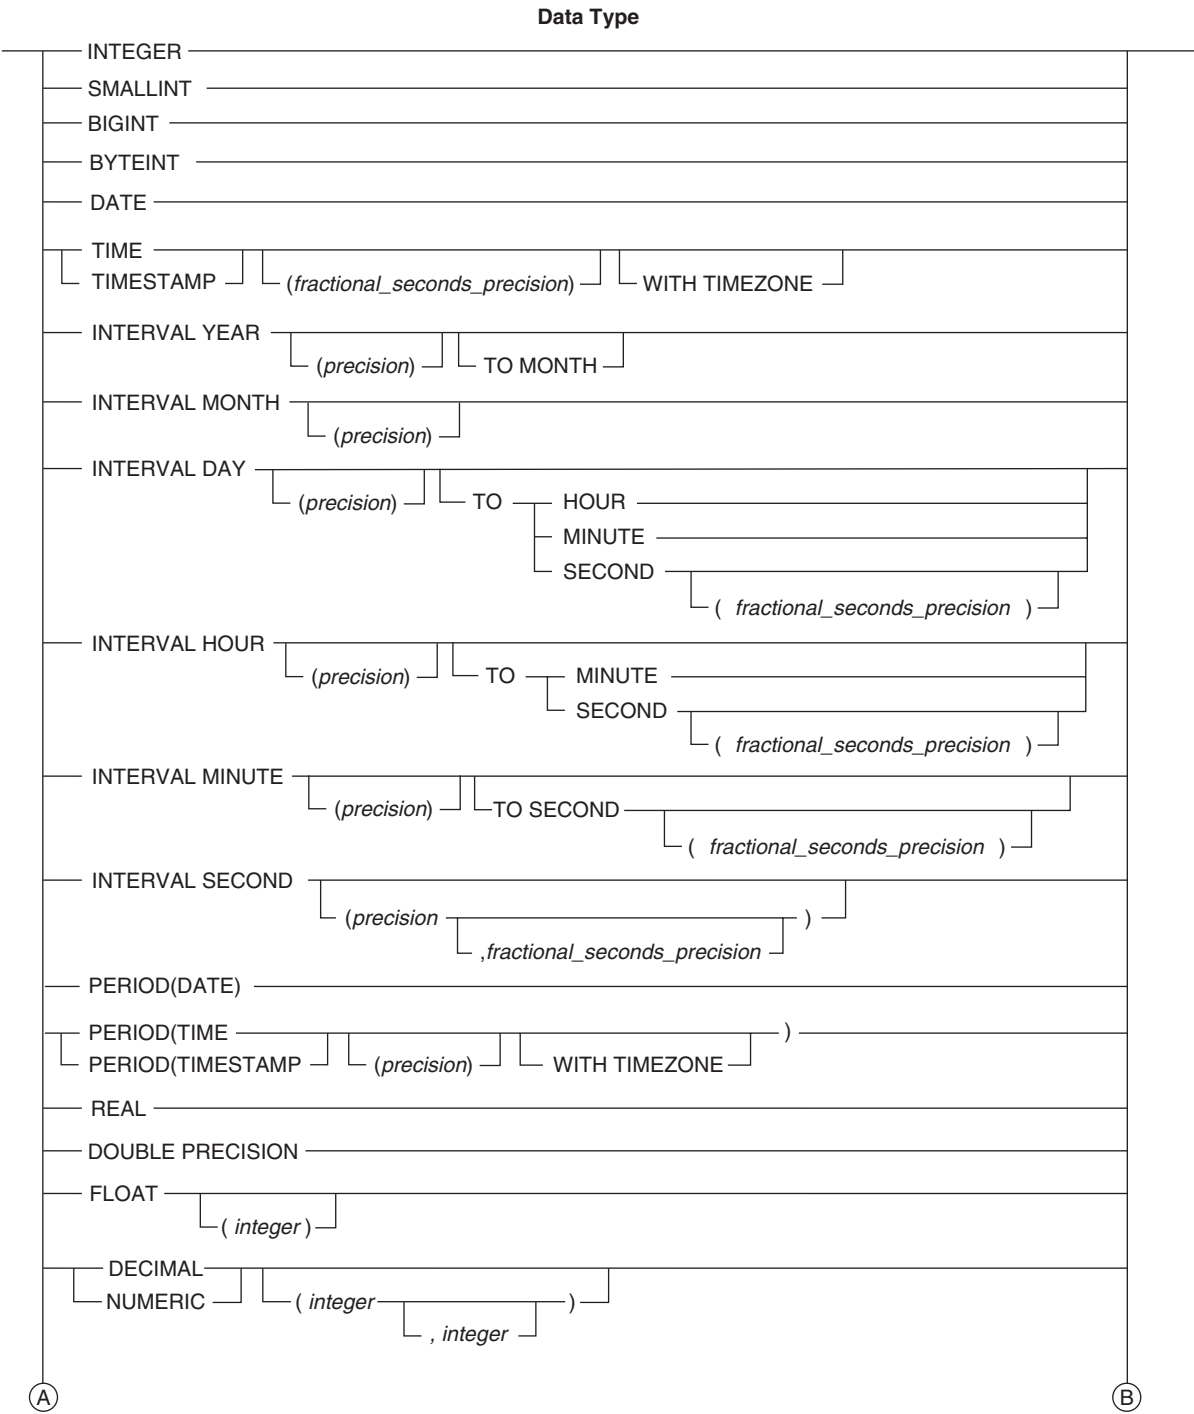 Data Type
INTEGER
SMALLINT
BIGINT
BYTEINT
DATE
TIME
TIMESTAMP (fractional_seconds_precision) WITH TIMEZONE
INTERVAL YEAR
(precision) TO MONTH
INTERVAL MONTH
(precision)
INTERVAL DAY
(precision) TO HOUR
MINUTE
SECOND
( fractional_seconds_precision )
INTERVAL HOUR
(precision) TO MINUTE
SECOND
( fractional_seconds_precision )
INTERVAL MINUTE
(precision) TO SECOND
( fractional_seconds_precision )
INTERVAL SECOND
(precision )
,fractional_seconds_precision
PERIOD(DATE)
PERIOD(TIME )
PERIOD(TIMESTAMP (precision) WITH TIMEZONE
REAL
DOUBLE PRECISION
FLOAT
( integer )
DECIMAL
NUMERIC ( integer )
, integer
A B